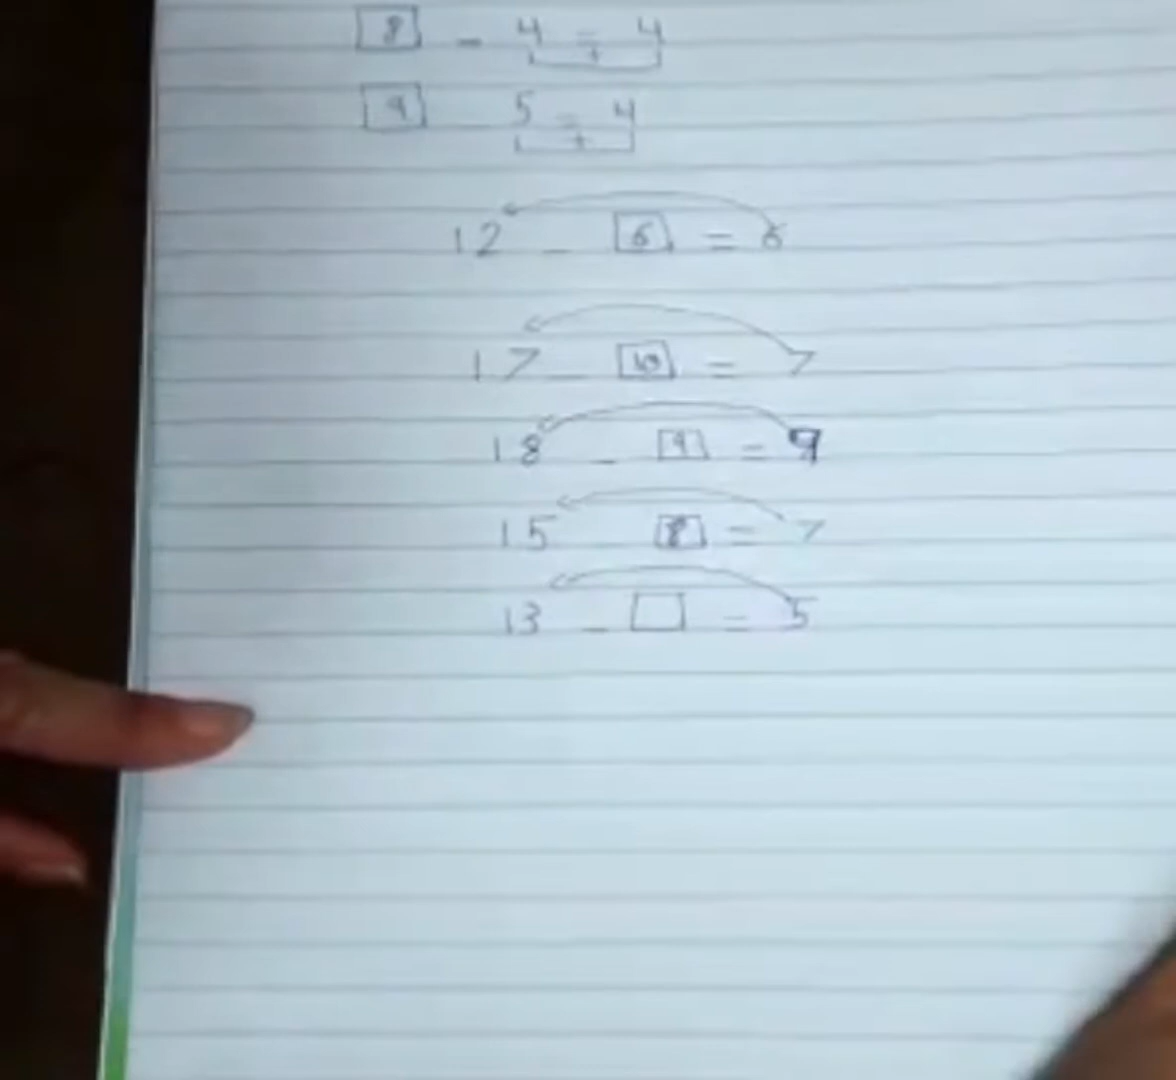 8 - 4 = 4
+
9 5 = 4
+
12 - 6 = 6
17 - 10 = 7
18 - 9 = 9
15 - 8 = 7
13 - □ = 5